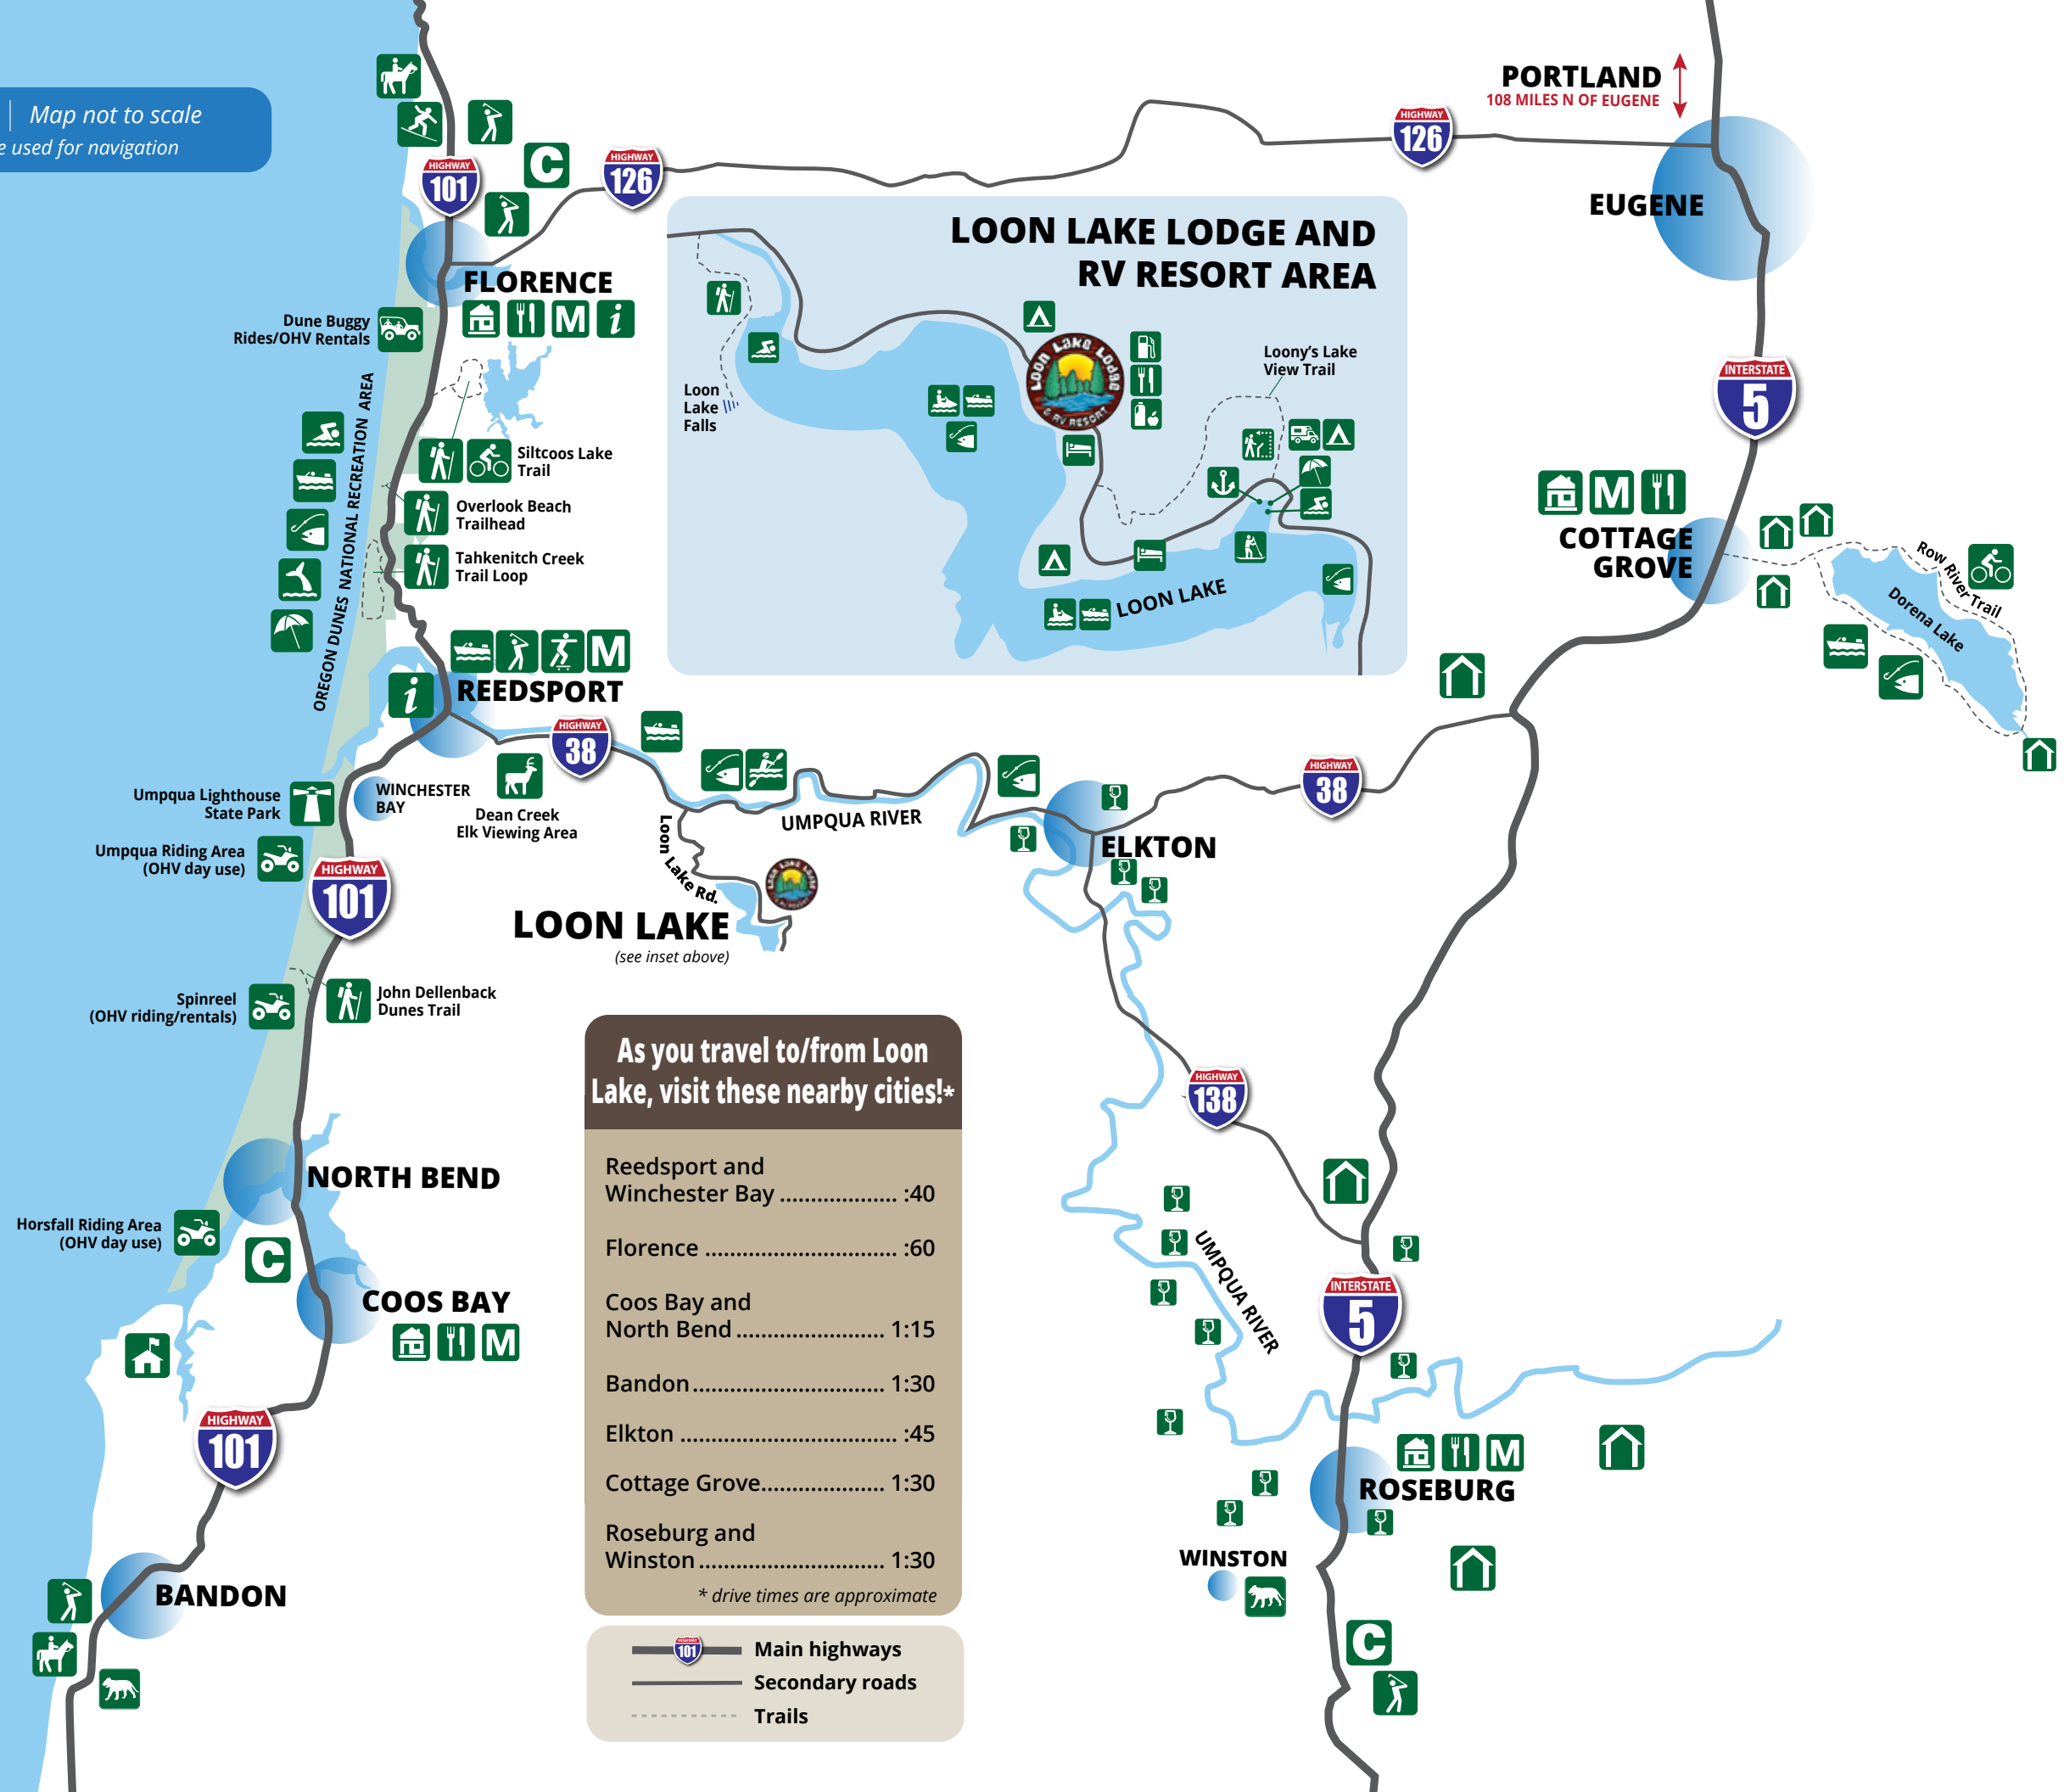 Map not to scale
e used for navigation
PORTLAND
108 MILES N OF EUGENE
HIGHWAY
126
HIGHWAY
101
C
HIGHWAY
126
EUGENE
LOON LAKE LODGE AND
RV RESORT AREA
FLORENCE
M i
Dune Buggy
Rides/OHV Rentals
Loon
Lake
Falls
LOON LAKE LODGE
& RV RESORT
Loony's Lake
View Trail
INTERSTATE
5
OREGON DUNES NATIONAL RECREATION AREA
Siltcoos Lake
Trail
Overlook Beach
Trailhead
Tahkenitch Creek
Trail Loop
LOON LAKE
M
COTTAGE
GROVE
Row River Trail
Dorena Lake
M
i
REEDSPORT
HIGHWAY
38
WINCHESTER
BAY
Umpqua Lighthouse
State Park
Dean Creek
Elk Viewing Area
UMPQUA RIVER
HIGHWAY
38
ELKTON
Umpqua Riding Area
(OHV day use)
HIGHWAY
101
Loon Lake Rd.
LOON LAKE
(see inset above)
Spinreel
(OHV riding/rentals)
John Dellenback
Dunes Trail
As you travel to/from Loon
Lake, visit these nearby cities!*
Reedsport and
Winchester Bay ................... :40
Florence ............................... :60
Coos Bay and
North Bend ........................ 1:15
Bandon ............................... 1:30
Elkton ................................... :45
Cottage Grove.................... 1:30
Roseburg and
Winston .............................. 1:30
* drive times are approximate
HIGHWAY
101
Main highways
Secondary roads
Trails
HIGHWAY
138
NORTH BEND
Horsfall Riding Area
(OHV day use)
C
COOS BAY
M
HIGHWAY
101
BANDON
UMPQUA RIVER
INTERSTATE
5
M
ROSEBURG
WINSTON
C